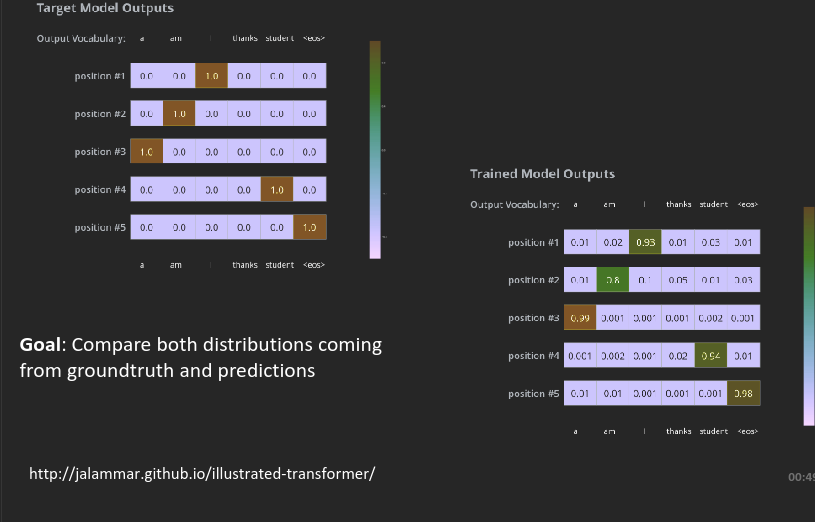 Target Model Outputs
Output Vocabulary: a am I thanks student <eos>
position #1 0.0 0.0 1.0 0.0 0.0 0.0
position #2 0.0 1.0 0.0 0.0 0.0 0.0
position #3 1.0 0.0 0.0 0.0 0.0 0.0
position #4 0.0 0.0 0.0 0.0 1.0 0.0
position #5 0.0 0.0 0.0 0.0 0.0 1.0
a am I thanks student <eos>
Trained Model Outputs
Output Vocabulary: a am I thanks student <eos>
position #1 0.01 0.02 0.93 0.01 0.03 0.01
position #2 0.01 0.8 0.1 0.05 0.01 0.03
position #3 0.99 0.001 0.001 0.001 0.002 0.001
position #4 0.001 0.002 0.001 0.02 0.94 0.01
position #5 0.01 0.01 0.001 0.001 0.001 0.98
a am I thanks student <eos>
Goal: Compare both distributions coming
from groundtruth and predictions
http://jalammar.github.io/illustrated-transformer/